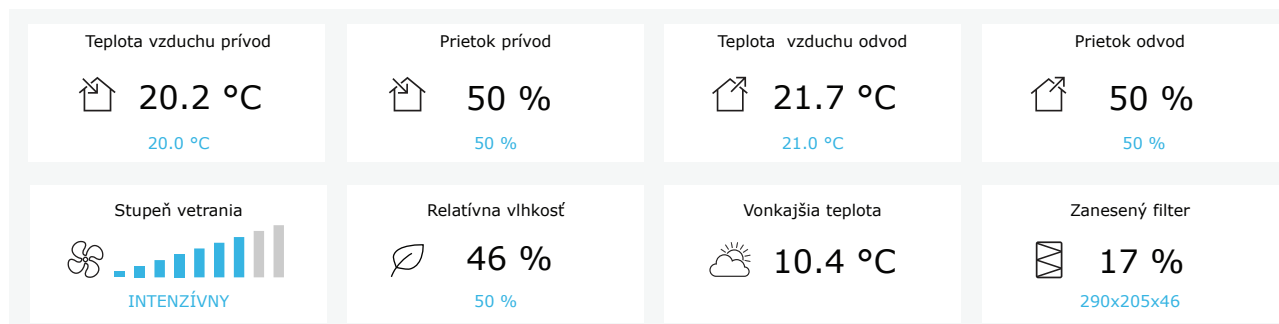 Teplota vzduchu prívod
20.2 °C
20.0 °C
Prietok prívod
50 %
50 %
Teplota vzduchu odvod
21.7 °C
21.0 °C
Prietok odvod
50 %
50 %
Stupeň vetrania
INTENZÍVNY
Relatívna vlhkosť
46 %
50 %
Vonkajšia teplota
10.4 °C
Zanesený filter
17 %
290x205x46